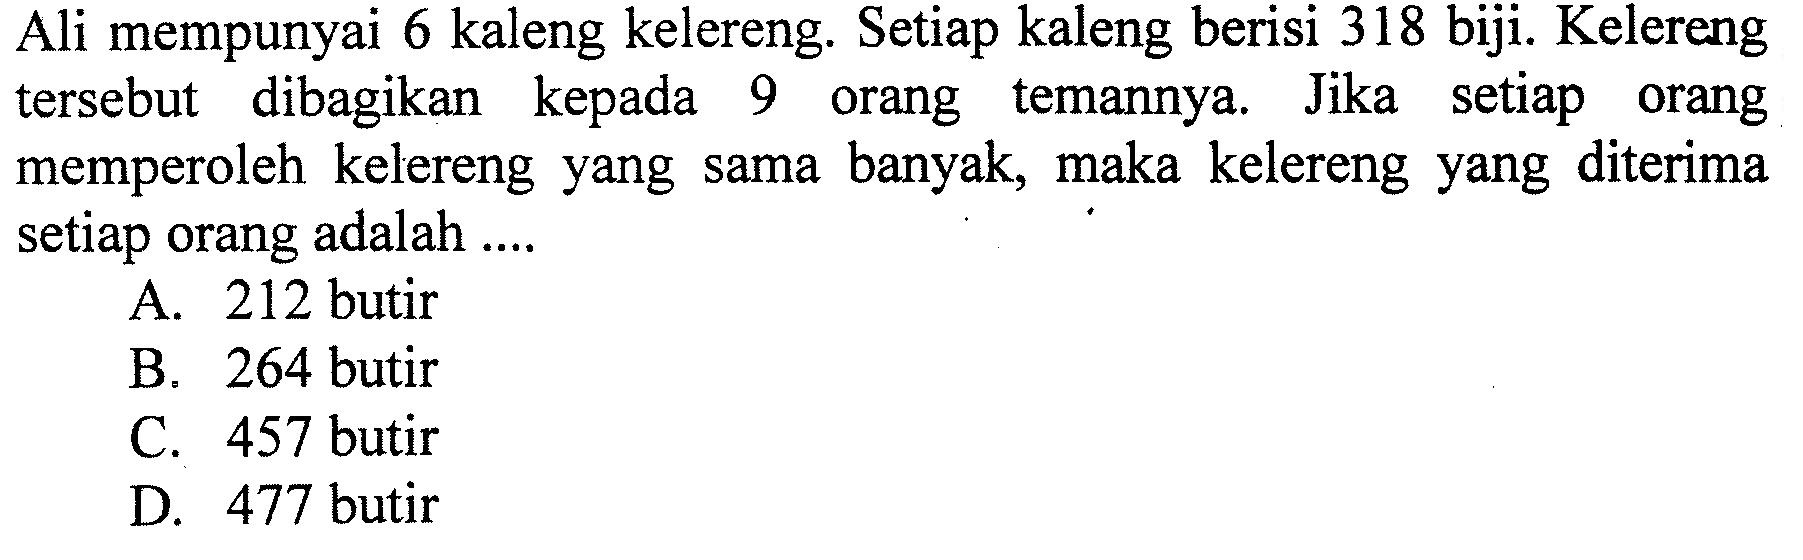 Ali mempunyai 6 kaleng kelereng. Setiap kaleng berisi 318 biji. Kelereng
tersebut dibagikan kepada 9 orang temannya. Jika setiap orang
memperoleh kelereng yang sama banyak, maka kelereng yang diterima
setiap orang adalah ....
A. 212 butir
B. 264 butir
C. 457 butir
D. 477 butir